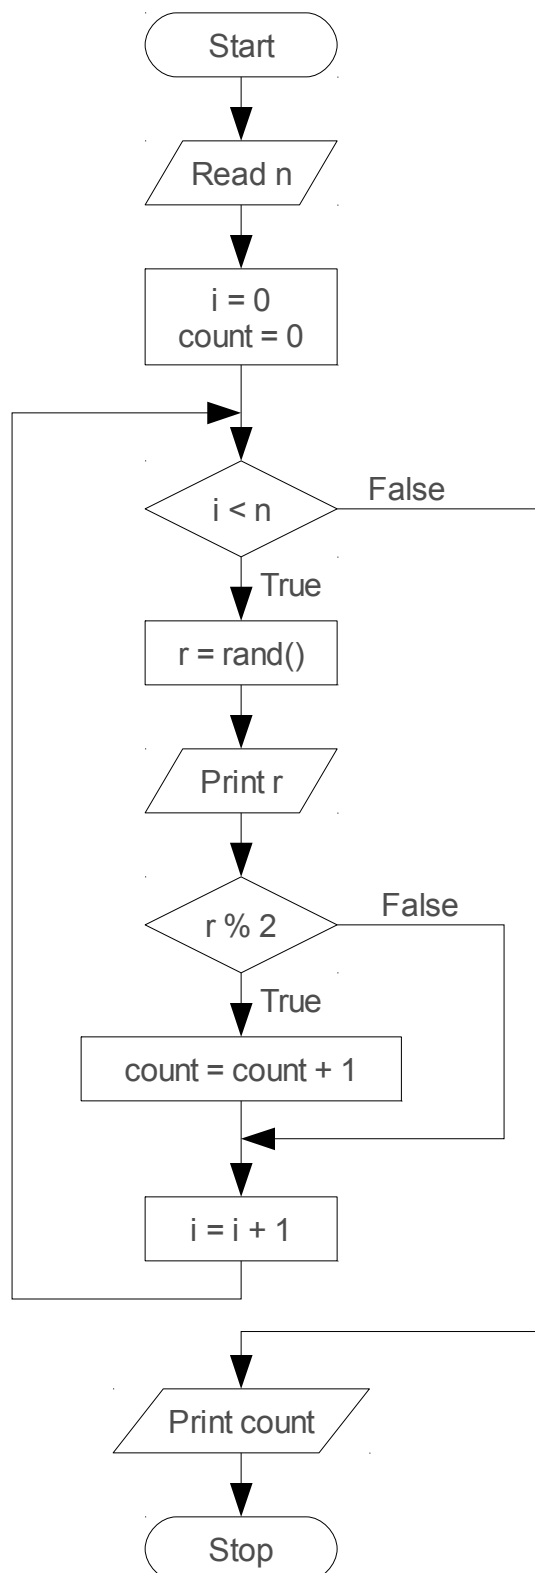 Start
Read n
i = 0
count = 0
i < n
False
True
r = rand()
Print r
r % 2
False
True
count = count + 1
i = i + 1
Print count
Stop